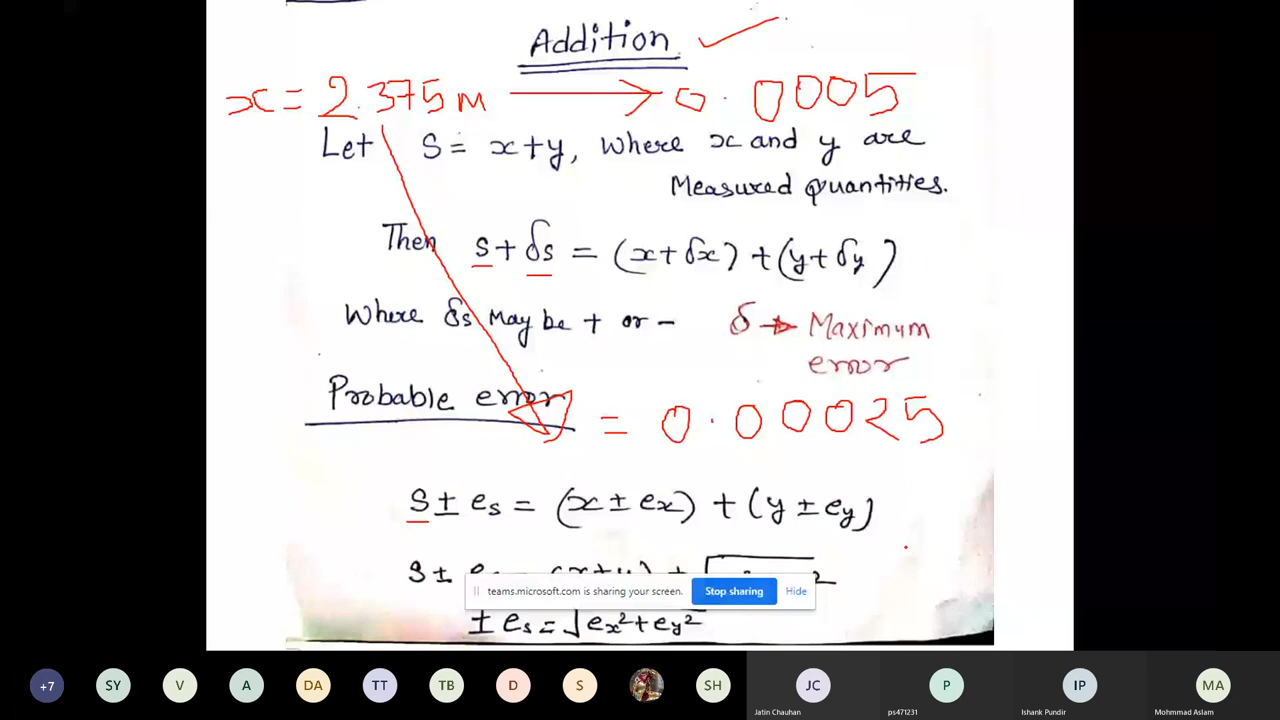 Addition
x = 2.375 m → 0.0005
Let S = x+y, where x and y are
Measured quantities.
Then s + δs = (x+δx) + (y+δy)
Where δs May be + or −
δ → Maximum
error
Probable error
= 0.00025
S ± es = (x ± ex) + (y ± ey)
S ±
± es = √ex²+ey²
teams.microsoft.com is sharing your screen.
Stop sharing
Hide
+7
SY
V
A
DA
TT
TB
D
S
SH
JC
P
IP
MA
Jatin Chauhan
ps471231
Ishank Pundir
Mohmmad Aslam